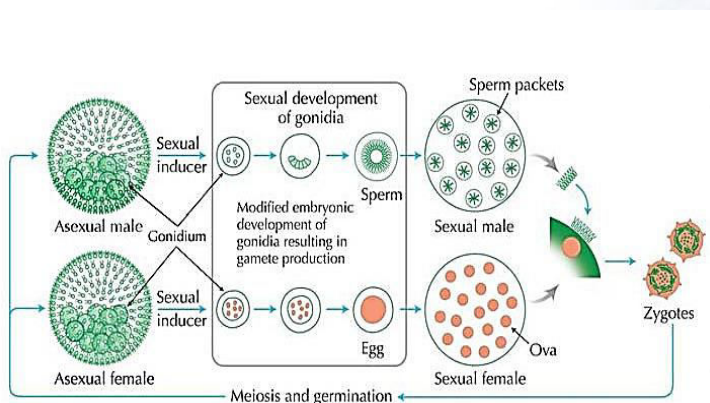 Sperm packets
Sexual development
of gonidia
Sexual
inducer
Sperm
Asexual male
Gonidium
Modified embryonic
development of
gonidia resulting in
gamete production
Sexual male
Sexual
inducer
Egg
Ova
Zygotes
Asexual female
Sexual female
Meiosis and germination